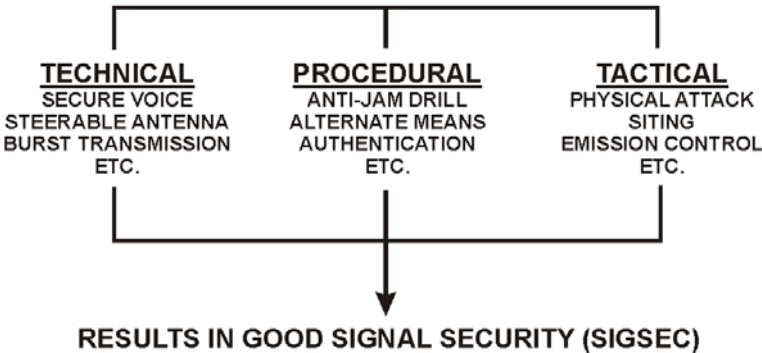 TECHNICAL
SECURE VOICE
STEERABLE ANTENNA
BURST TRANSMISSION
ETC.
PROCEDURAL
ANTI-JAM DRILL
ALTERNATE MEANS
AUTHENTICATION
ETC.
TACTICAL
PHYSICAL ATTACK
SITING
EMISSION CONTROL
ETC.
RESULTS IN GOOD SIGNAL SECURITY (SIGSEC)